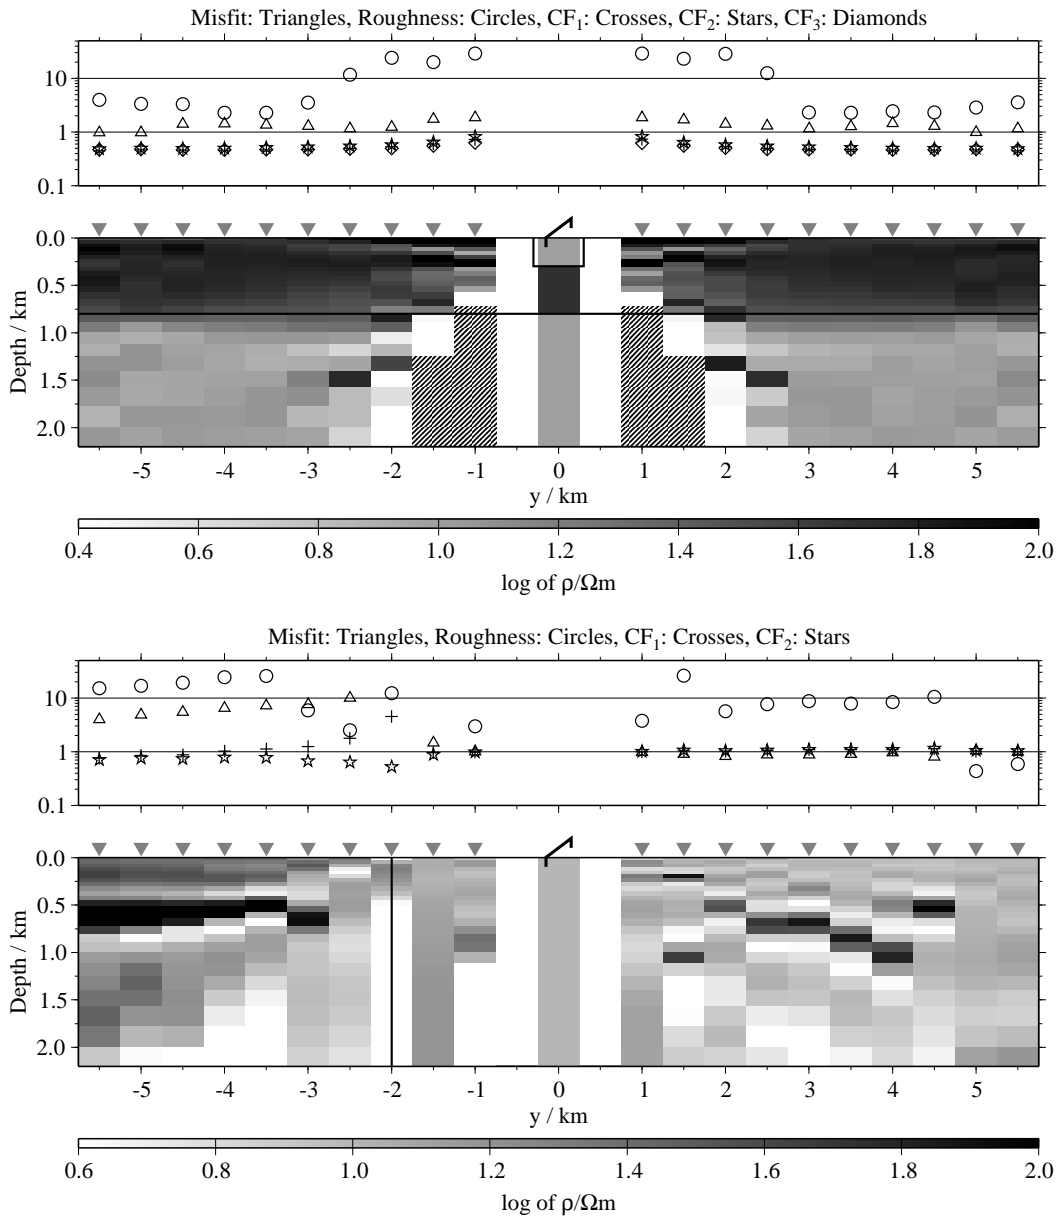 Misfit: Triangles, Roughness: Circles, CF1: Crosses, CF2: Stars, CF3: Diamonds
10
1
0.1
0.0
0.5
1.0
1.5
2.0
Depth / km
-5 -4 -3 -2 -1 0 1 2 3 4 5
y / km
0.4 0.6 0.8 1.0 1.2 1.4 1.6 1.8 2.0
log of ρ/Ωm
Misfit: Triangles, Roughness: Circles, CF1: Crosses, CF2: Stars
10
1
0.1
0.0
0.5
1.0
1.5
2.0
Depth / km
-5 -4 -3 -2 -1 0 1 2 3 4 5
y / km
0.6 0.8 1.0 1.2 1.4 1.6 1.8 2.0
log of ρ/Ωm